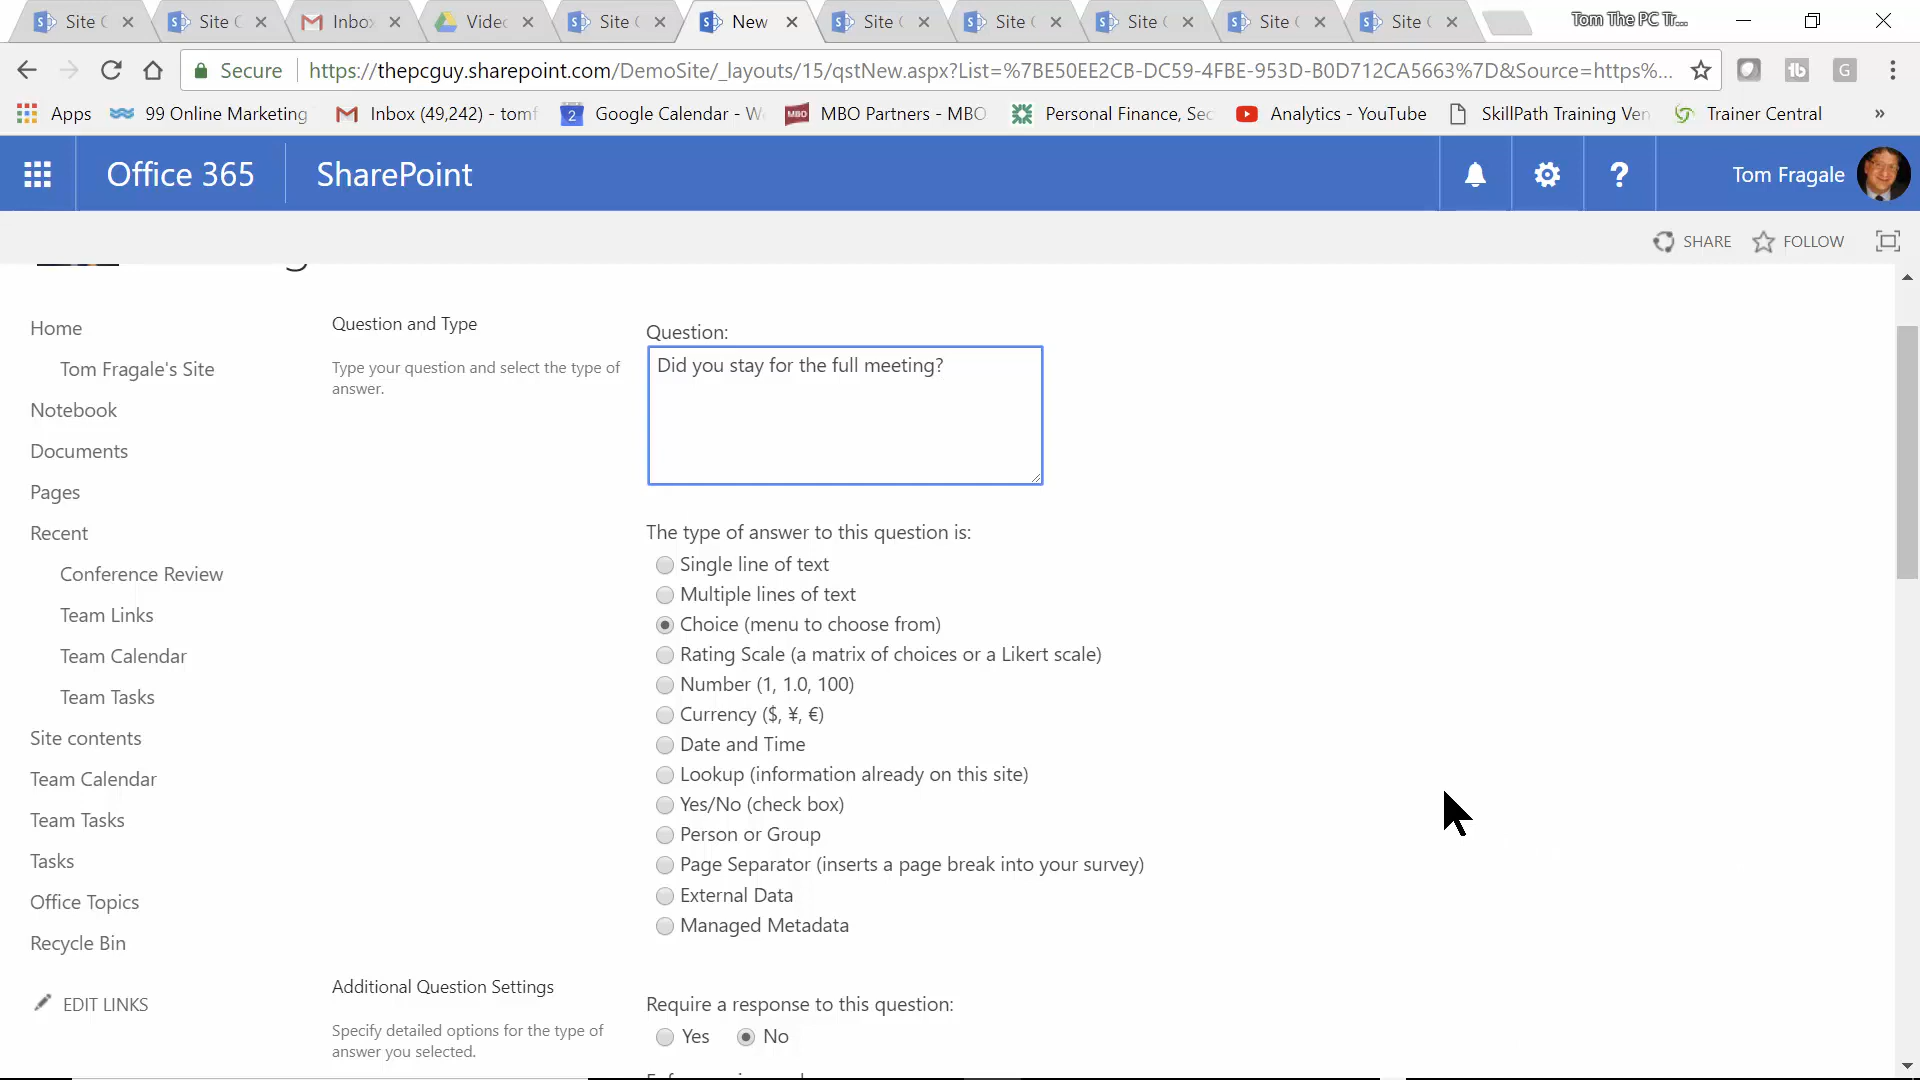 Site
Site
Inbo
Videc
Site
New
Site
Site
Site
Site
Site
Tom The PC Tr...
Secure
https://thepcguy.sharepoint.com/DemoSite/_layouts/15/qstNew.aspx?List=%7BE50EE2CB-DC59-4FBE-953D-B0D712CA5663%7D&Source=https%...
Apps
99 Online Marketing
Inbox (49,242) - tomf
Google Calendar - W
MBO Partners - MBO
Personal Finance, Sec
Analytics - YouTube
SkillPath Training Ven
Trainer Central
»
Office 365
SharePoint
?
Tom Fragale
SHARE
FOLLOW
Home
Tom Fragale's Site
Notebook
Documents
Pages
Recent
Conference Review
Team Links
Team Calendar
Team Tasks
Site contents
Team Calendar
Team Tasks
Tasks
Office Topics
Recycle Bin
EDIT LINKS
Question and Type
Type your question and select the type of
answer.
Question:
Did you stay for the full meeting?
The type of answer to this question is:
Single line of text
Multiple lines of text
Choice (menu to choose from)
Rating Scale (a matrix of choices or a Likert scale)
Number (1, 1.0, 100)
Currency ($, ¥, €)
Date and Time
Lookup (information already on this site)
Yes/No (check box)
Person or Group
Page Separator (inserts a page break into your survey)
External Data
Managed Metadata
Additional Question Settings
Specify detailed options for the type of
answer you selected.
Require a response to this question:
Yes
No